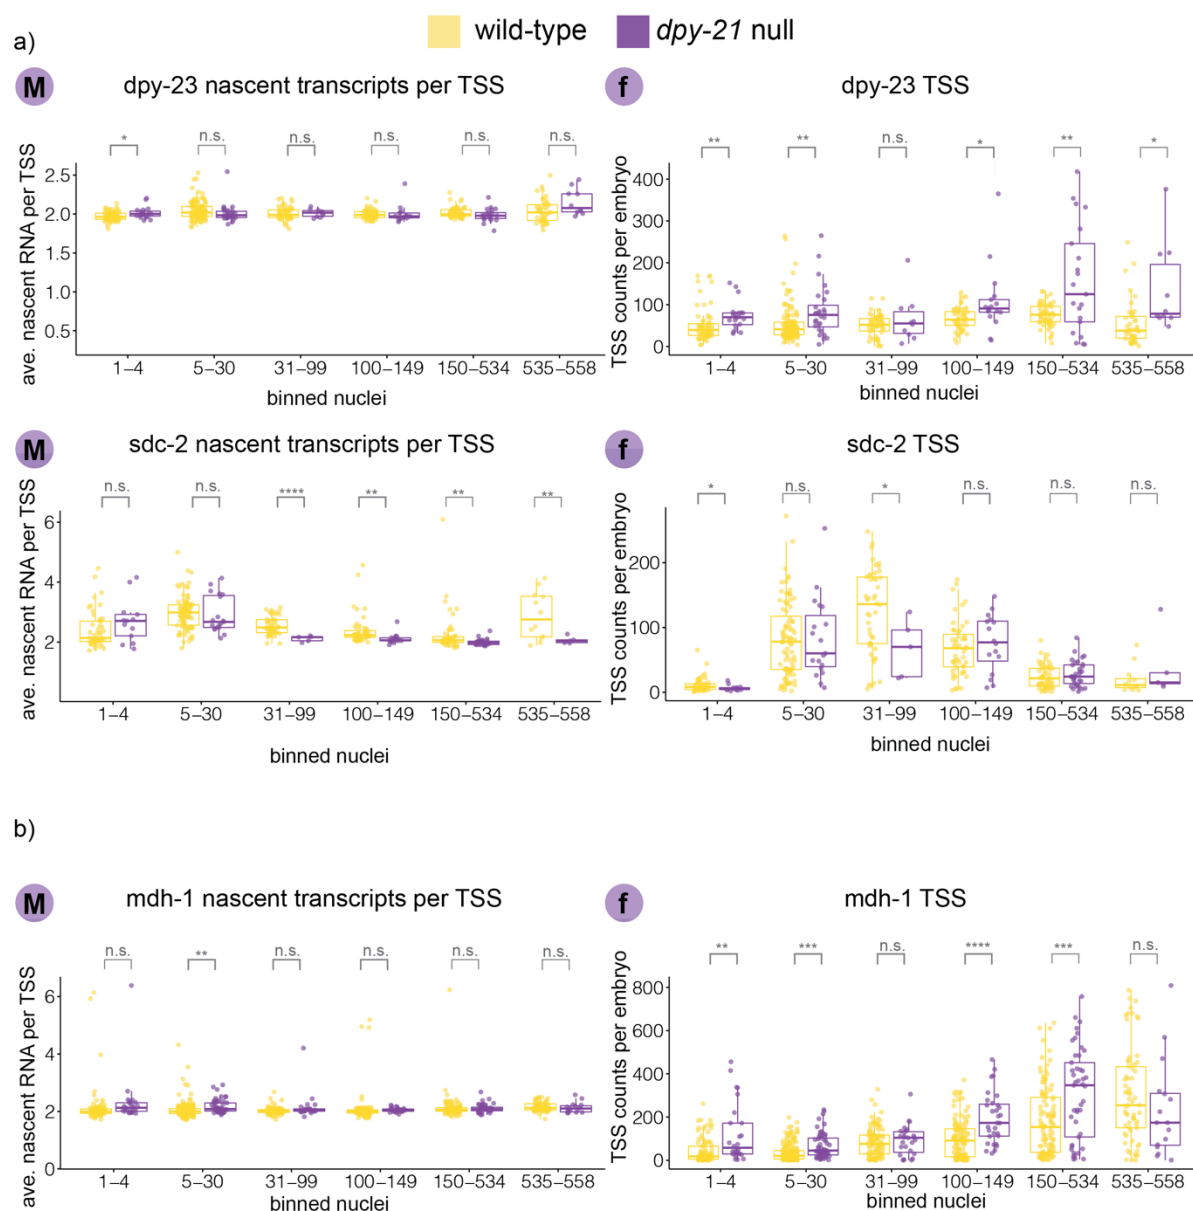 a)
wild-type
dpy-21 null
M
dpy-23 nascent transcripts per TSS
f
dpy-23 TSS
* n.s. n.s. n.s. n.s. n.s.
** ** n.s. * ** *
ave. nascent RNA per TSS
2.5
2.0
1.5
1.0
0.5
1–4 5–30 31–99 100–149 150–534 535–558
binned nuclei
TSS counts per embryo
400
300
200
100
0
1–4 5–30 31–99 100–149 150–534 535–558
binned nuclei
M
sdc-2 nascent transcripts per TSS
f
sdc-2 TSS
n.s. n.s. **** ** ** **
* n.s. * n.s. n.s. n.s.
ave. nascent RNA per TSS
6
4
2
1–4 5–30 31–99 100–149 150–534 535–558
binned nuclei
TSS counts per embryo
200
100
0
1–4 5–30 31–99 100–149 150–534 535–558
binned nuclei
b)
M
mdh-1 nascent transcripts per TSS
f
mdh-1 TSS
n.s. ** n.s. n.s. n.s. n.s.
** *** n.s. **** *** n.s.
ave. nascent RNA per TSS
6
4
2
0
1–4 5–30 31–99 100–149 150–534 535–558
binned nuclei
TSS counts per embryo
800
600
400
200
0
1–4 5–30 31–99 100–149 150–534 535–558
binned nuclei